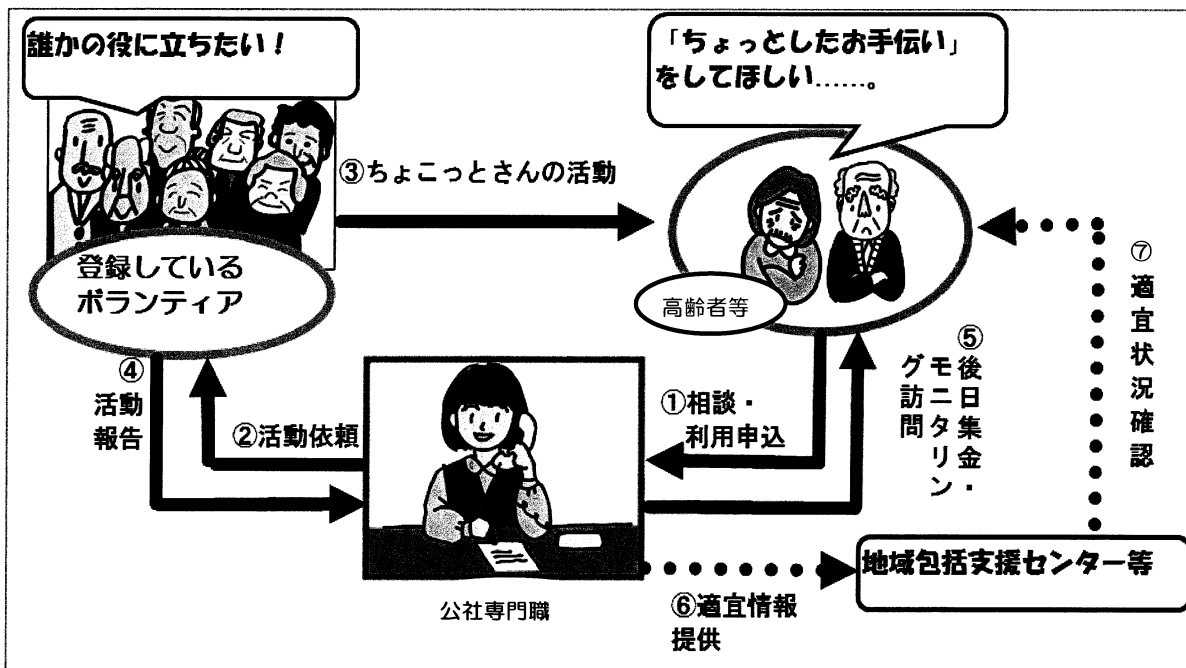 誰かの役に立ちたい！
「ちょっとしたお手伝い」
をしてほしい……。
③ちょこっとさんの活動
登録している
ボランティア
高齢者等
④
活動
報告
②活動依頼
①相談・
利用申込
⑤後日集金・
モニタリン
グ訪問
⑦適宜状況確認
公社専門職
⑥適宜情報
提供
地域包括支援センター等